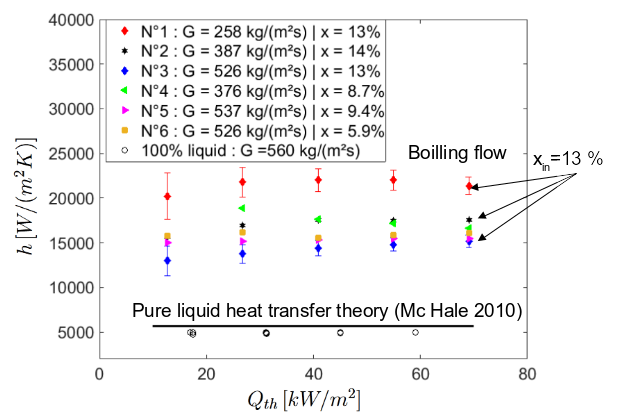 40000
35000
30000
25000
20000
15000
10000
5000
h [W/(m²K)]
N°1 : G = 258 kg/(m²s) | x = 13%
N°2 : G = 387 kg/(m²s) | x = 14%
N°3 : G = 526 kg/(m²s) | x = 13%
N°4 : G = 376 kg/(m²s) | x = 8.7%
N°5 : G = 537 kg/(m²s) | x = 9.4%
N°6 : G = 526 kg/(m²s) | x = 5.9%
100% liquid : G =560 kg/(m²s)
Boilling flow
x_in=13 %
Pure liquid heat transfer theory (Mc Hale 2010)
0 20 40 60 80
Q_th [kW/m²]